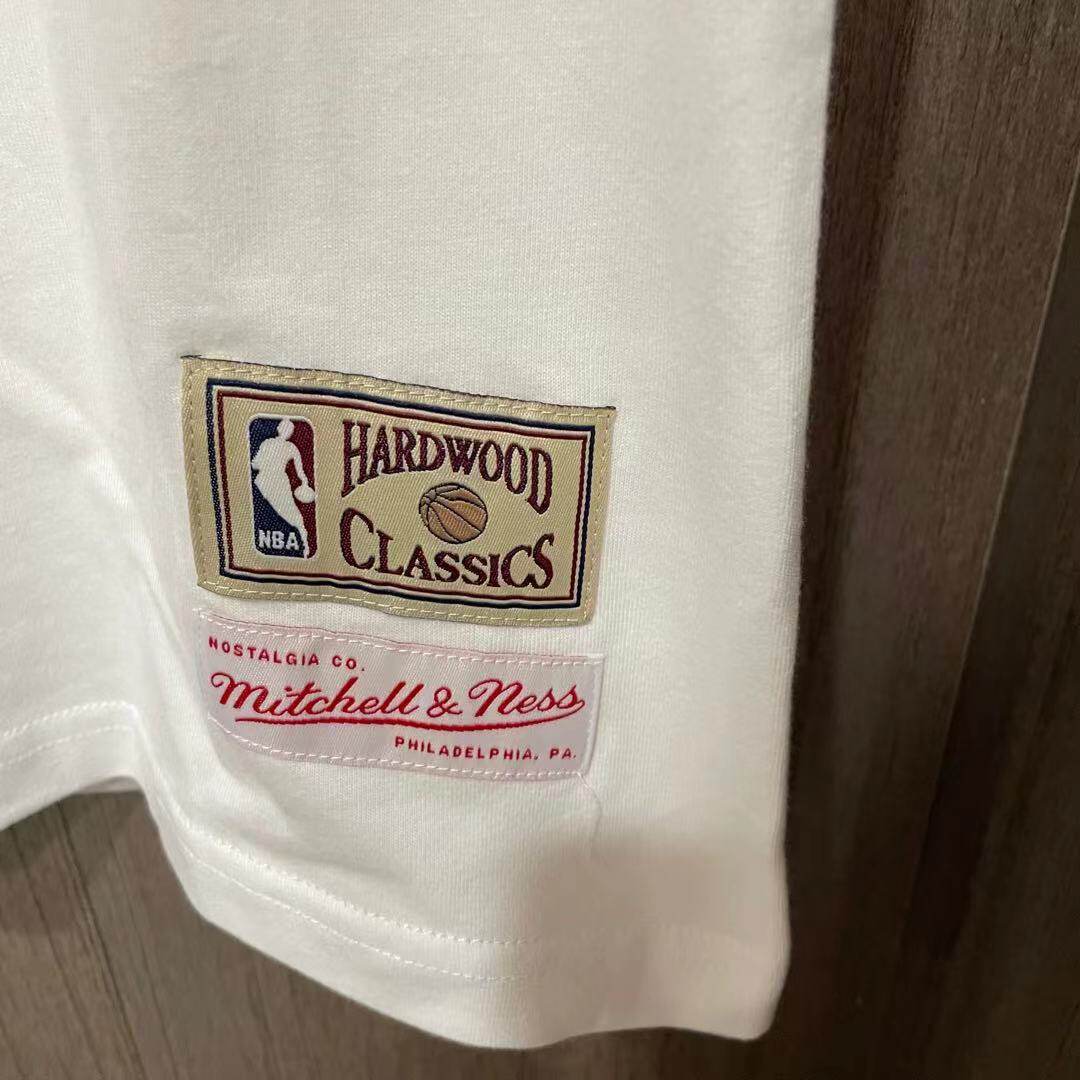 HARDWOOD
CLASSICS
NBA
NOSTALGIA CO.
Mitchell & Ness
PHILADELPHIA, PA.